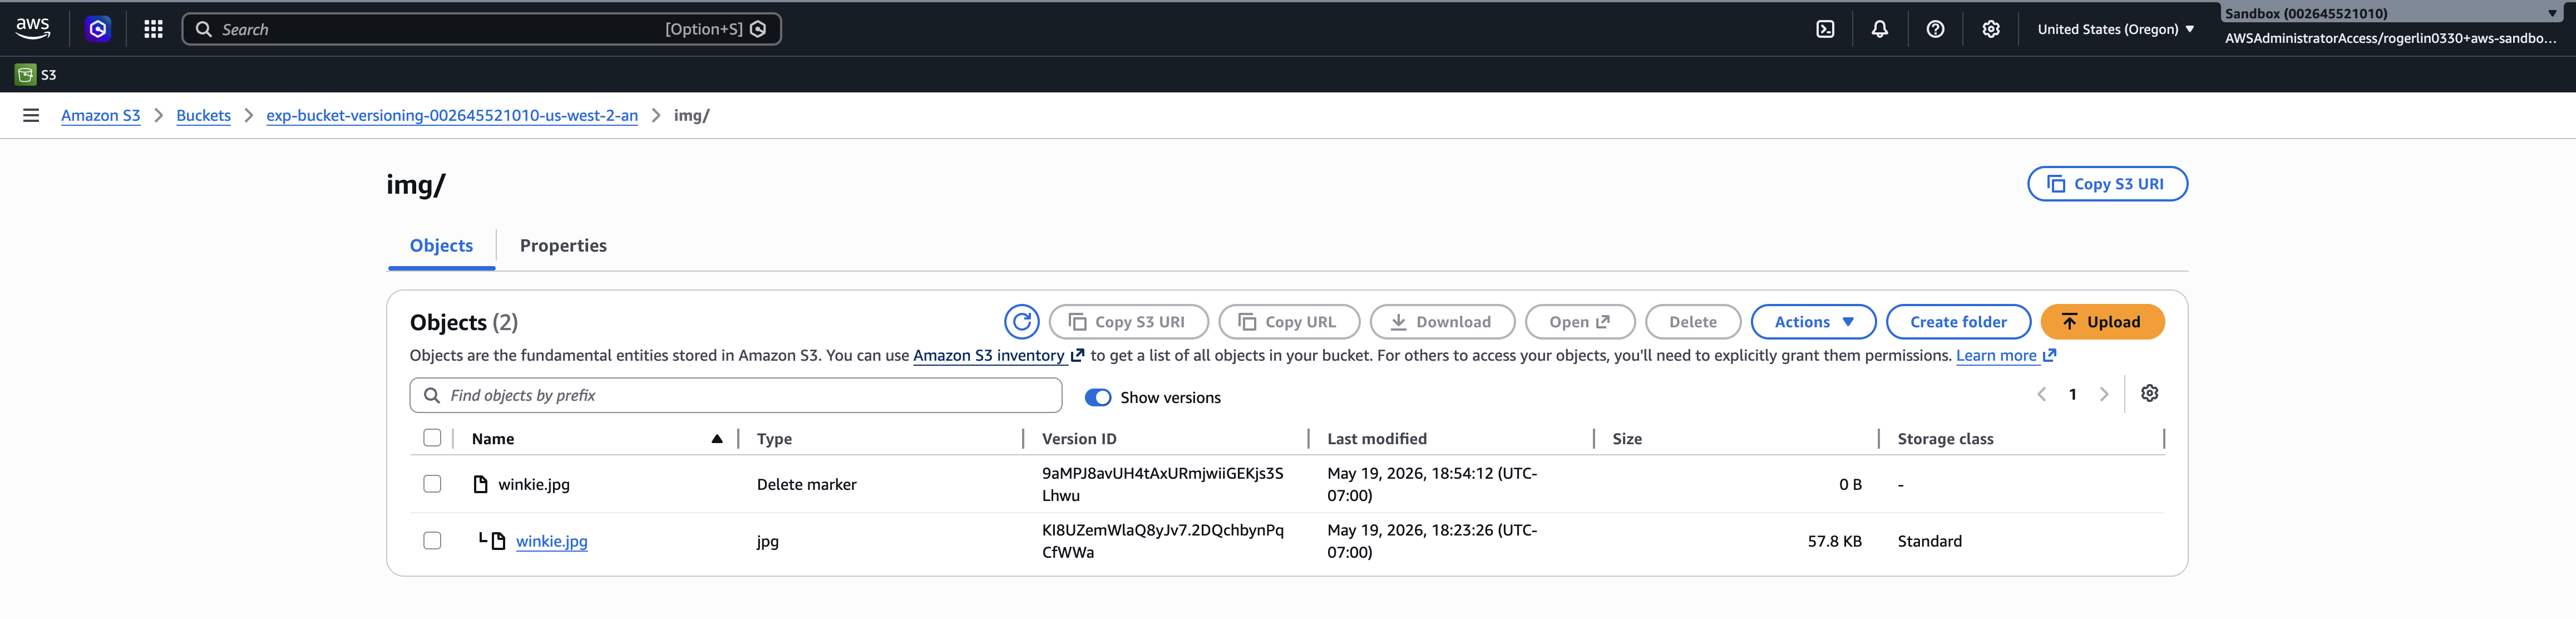 aws
Search [Option+S]
United States (Oregon)
Sandbox (002645521010)
AWSAdministratorAccess/rogerlin0330+aws-sandbo...
S3
Amazon S3 > Buckets > exp-bucket-versioning-002645521010-us-west-2-an > img/
img/
Copy S3 URI
Objects Properties
Objects (2)
Copy S3 URI Copy URL Download Open Delete Actions Create folder Upload
Objects are the fundamental entities stored in Amazon S3. You can use Amazon S3 inventory to get a list of all objects in your bucket. For others to access your objects, you'll need to explicitly grant them permissions. Learn more
Find objects by prefix
Show versions
1
Name Type Version ID Last modified Size Storage class
winkie.jpg Delete marker 9aMPJ8avUH4tAxURmjwiiGEKjs3S May 19, 2026, 18:54:12 (UTC- 0 B -
Lhwu 07:00)
winkie.jpg jpg KI8UZemWlaQ8yJv7.2DQchbynPq May 19, 2026, 18:23:26 (UTC- 57.8 KB Standard
CfWWa 07:00)